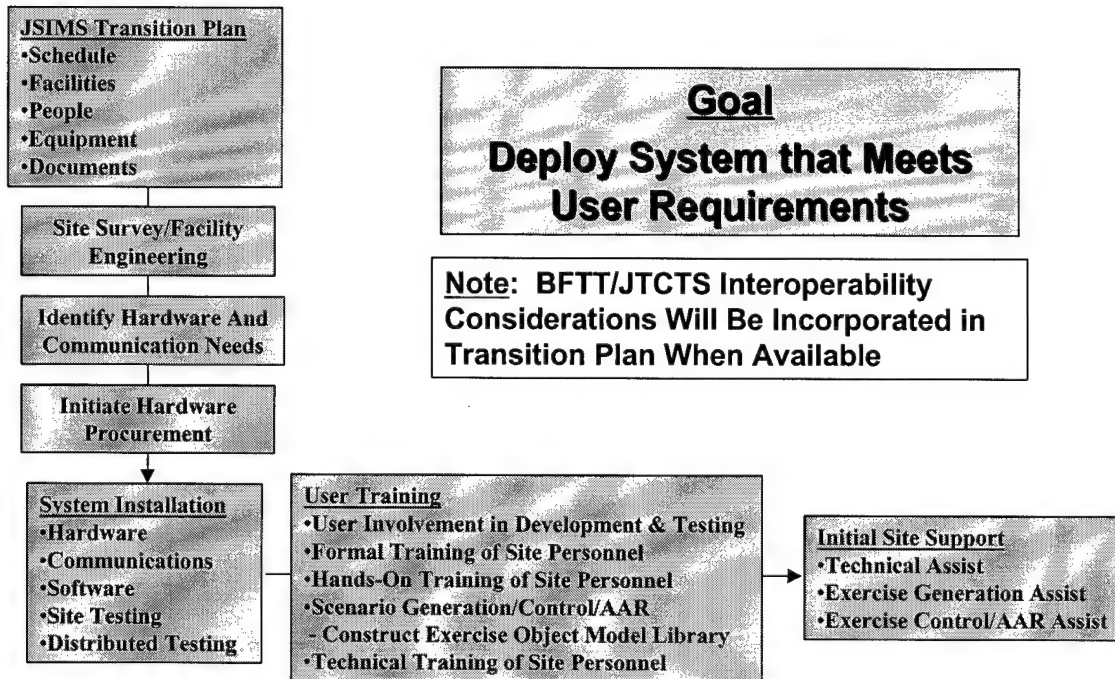 JSIMS Transition Plan
•Schedule
•Facilities
•People
•Equipment
•Documents
Goal
Deploy System that Meets
User Requirements
Note: BFTT/JTCTS Interoperability
Considerations Will Be Incorporated in
Transition Plan When Available
Site Survey/Facility
Engineering
Identify Hardware And
Communication Needs
Initiate Hardware
Procurement
System Installation
•Hardware
•Communications
•Software
•Site Testing
•Distributed Testing
User Training
•User Involvement in Development & Testing
•Formal Training of Site Personnel
•Hands-On Training of Site Personnel
•Scenario Generation/Control/AAR
- Construct Exercise Object Model Library
•Technical Training of Site Personnel
Initial Site Support
•Technical Assist
•Exercise Generation Assist
•Exercise Control/AAR Assist